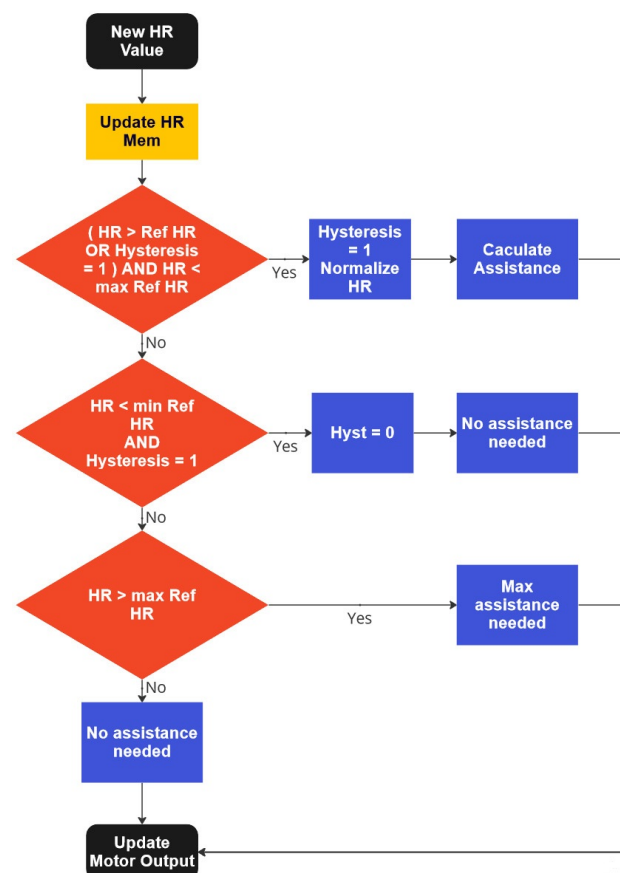 New HR
Value
Update HR
Mem
( HR > Ref HR
OR Hysteresis
= 1 ) AND HR <
max Ref HR
Yes
Hysteresis
= 1
Normalize
HR
Caculate
Assistance
No
HR < min Ref
HR
AND
Hysteresis = 1
Yes
Hyst = 0
No assistance
needed
No
HR > max Ref
HR
Yes
Max
assistance
needed
No
No assistance
needed
Update
Motor Output